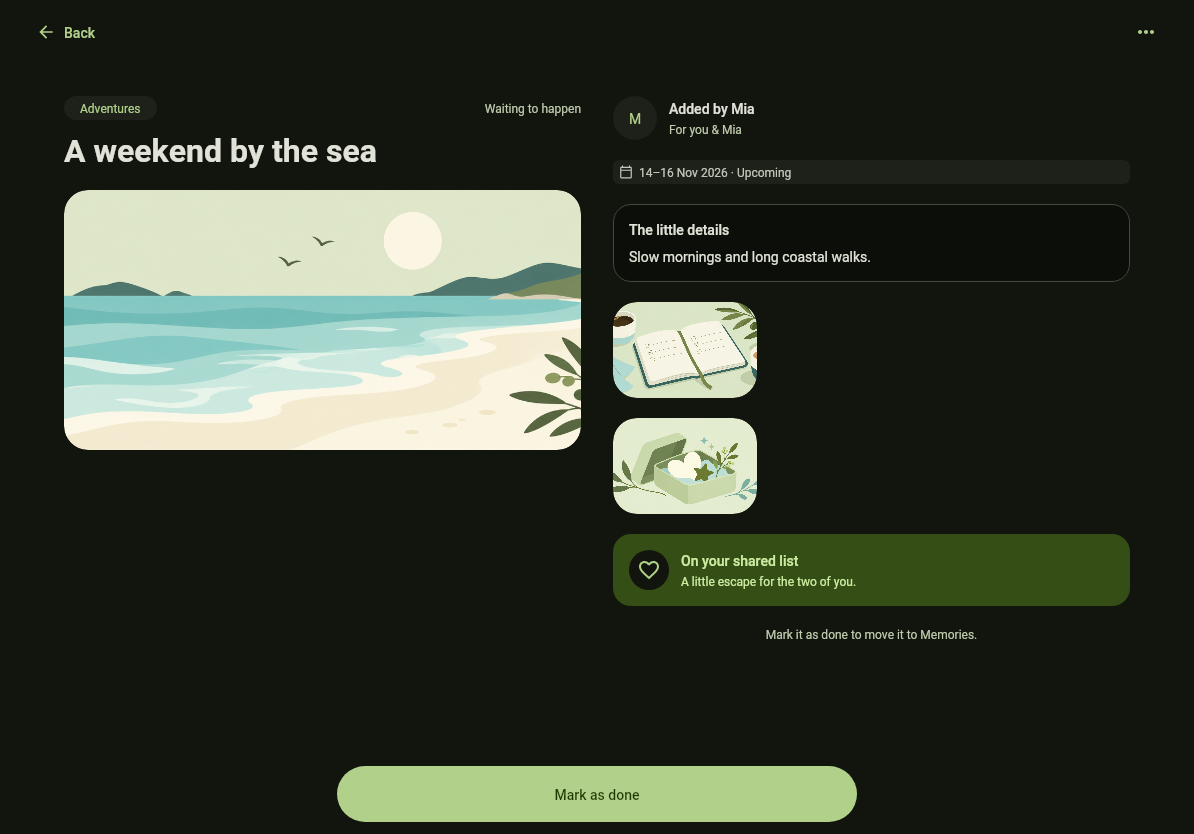 Back
Adventures
Waiting to happen
A weekend by the sea
M
Added by Mia
For you & Mia
14–16 Nov 2026 · Upcoming
The little details
Slow mornings and long coastal walks.
On your shared list
A little escape for the two of you.
Mark it as done to move it to Memories.
Mark as done